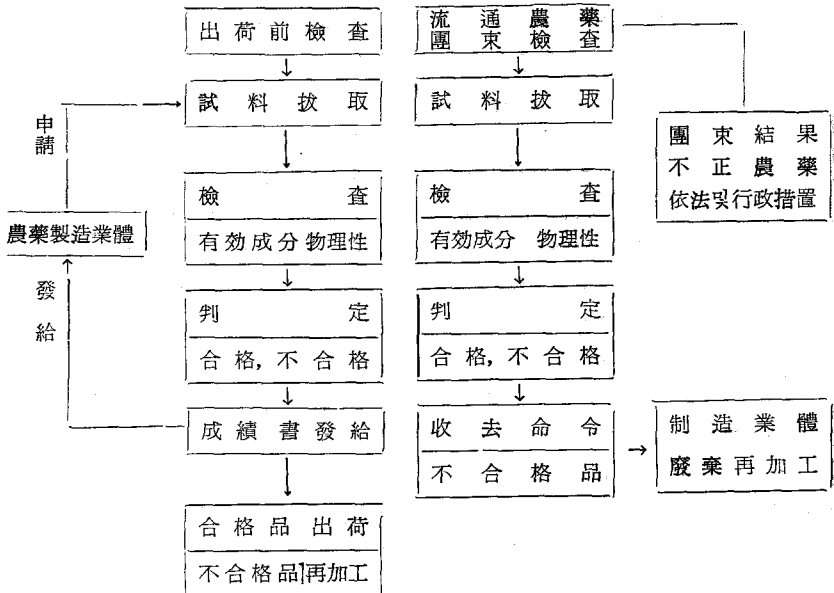 出荷前檢査
流通農藥
團束檢査
試料拔取
試料拔取
申請
團束結果
不正農藥
依法및行政措置
檢査
有効成分 物理性
檢査
有効成分 物理性
農藥製造業體
發給
判定
合格, 不合格
判定
合格, 不合格
成績書發給
收去命令
不合格品
制造業體
廢棄再加工
合格品出荷
不合格品再加工